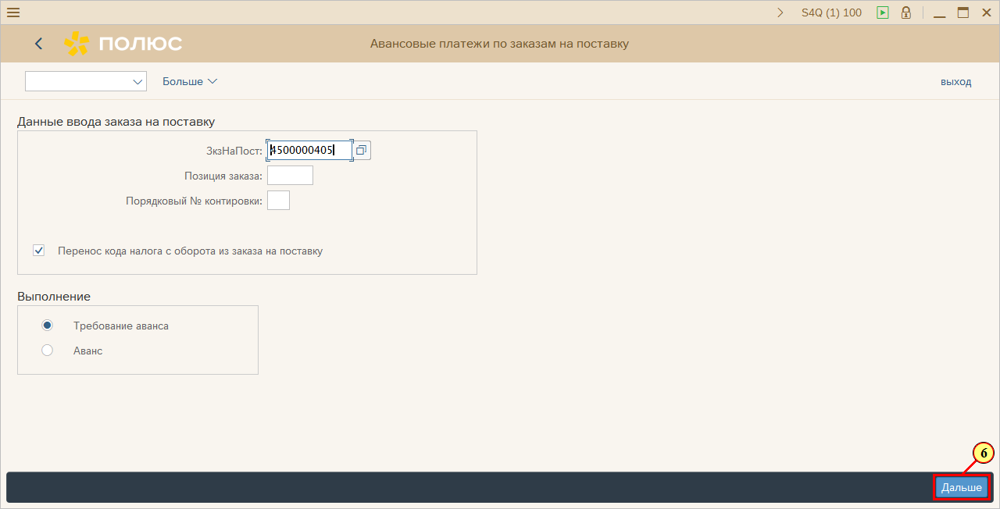 S4Q (1) 100
ПОЛЮС
Авансовые платежи по заказам на поставку
Больше
выход
Данные ввода заказа на поставку
ЗкзНаПост: 4500000405
Позиция заказа:
Порядковый № контировки:
Перенос кода налога с оборота из заказа на поставку
Выполнение
Требование аванса
Аванс
6
Дальше